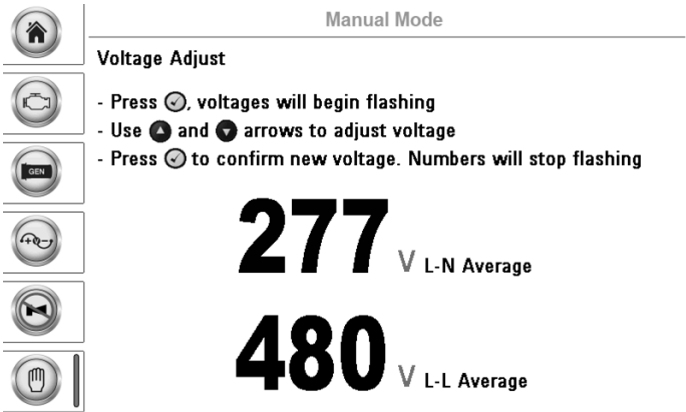 Manual Mode
Voltage Adjust
- Press , voltages will begin flashing
- Use and arrows to adjust voltage
- Press to confirm new voltage. Numbers will stop flashing
GEN
277 V L-N Average
480 V L-L Average